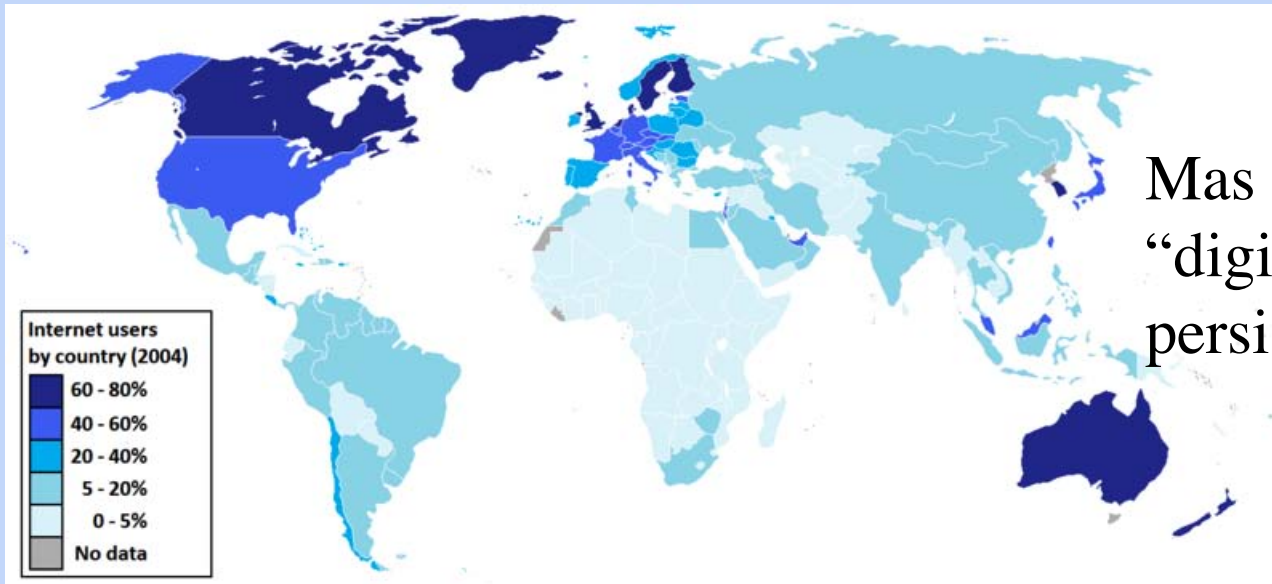 Mas
“digi
persi
Internet users
by country (2004)
60 - 80%
40 - 60%
20 - 40%
5 - 20%
0 - 5%
No data